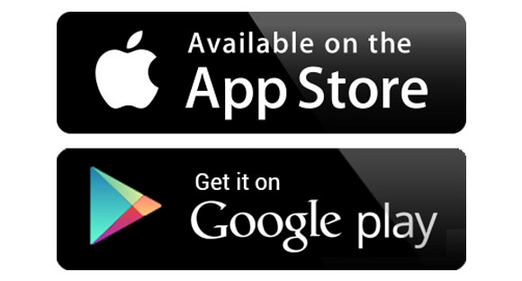 Available on the
App Store
Get it on
Google play